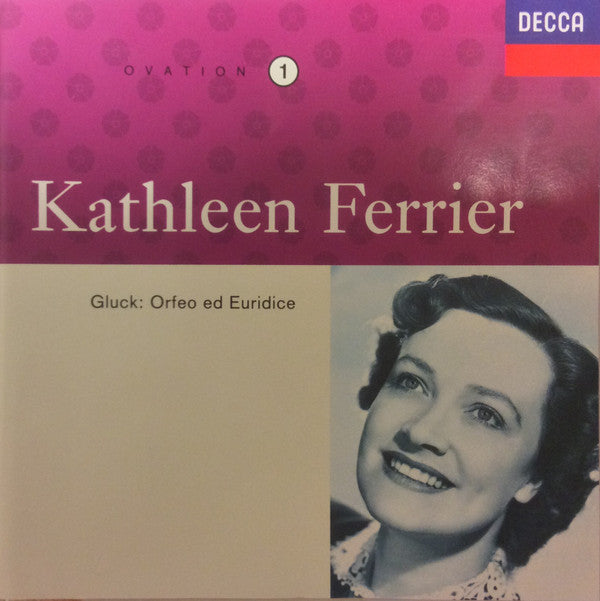 DECCA
OVATION 1
Kathleen Ferrier
Gluck: Orfeo ed Euridice